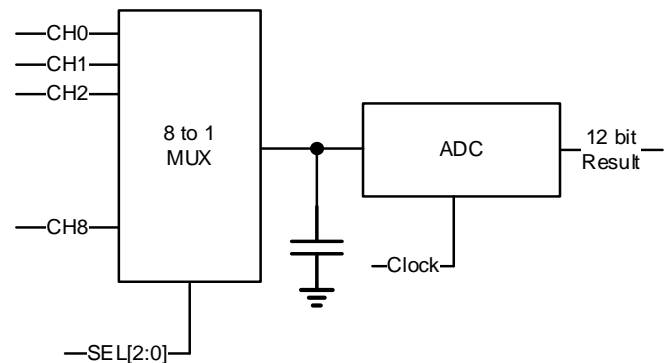 CH0
CH1
CH2
CH8
8 to 1
MUX
SEL[2:0]
ADC
Clock
12 bit
Result